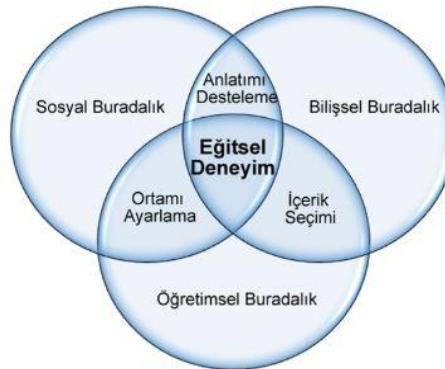 Anlatımı
Desteleme
Sosyal Buradalık
Bilişsel Buradalık
Eğitsel
Deneyim
Ortamı
Ayarlama
İçerik
Seçimi
Öğretimsel Buradalık